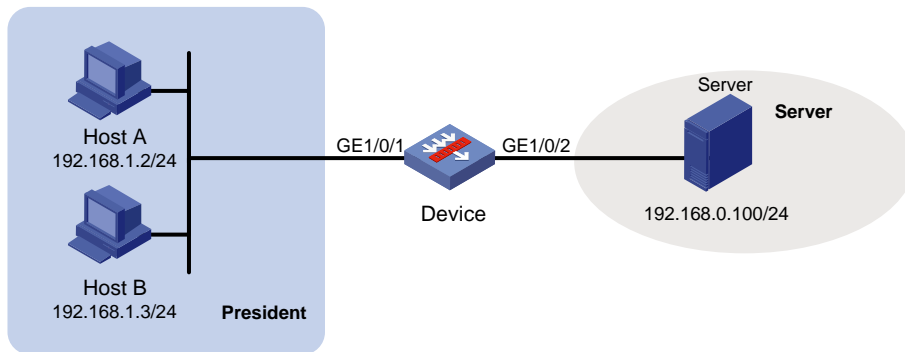 Host A
192.168.1.2/24
Host B
192.168.1.3/24
President
GE1/0/1
Device
GE1/0/2
Server
Server
192.168.0.100/24